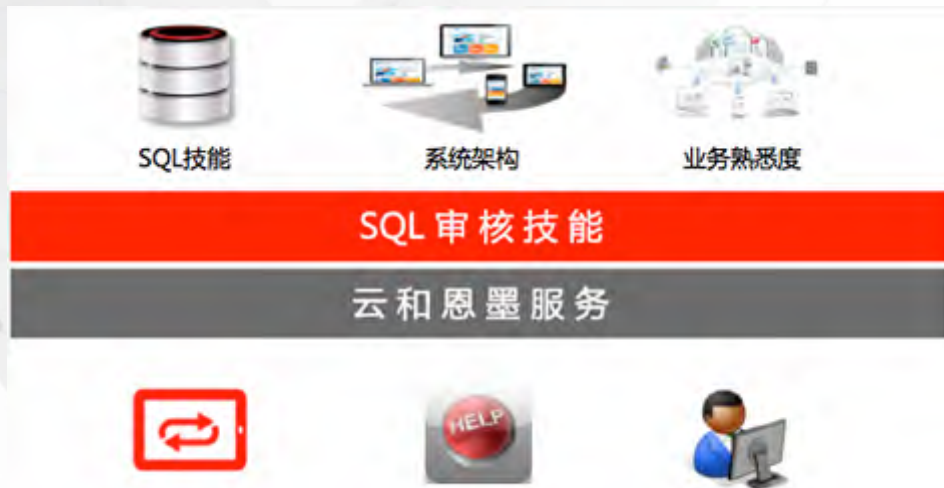 SQL技能
系统架构
业务熟悉度
SQL 审 核 技 能
云 和 恩 墨 服 务
HELP